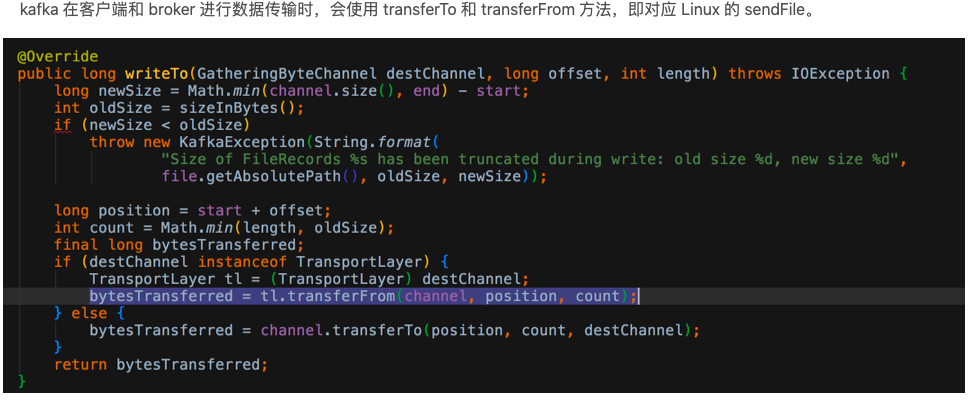 kafka 在客户端和 broker 进行数据传输时，会使用 transferTo 和 transferFrom 方法，即对应 Linux 的 sendFile。
@Override
public long writeTo(GatheringByteChannel destChannel, long offset, int length) throws IOException {
    long newSize = Math.min(channel.size(), end) - start;
    int oldSize = sizeInBytes();
    if (newSize < oldSize)
        throw new KafkaException(String.format(
                "Size of FileRecords %s has been truncated during write: old size %d, new size %d",
                file.getAbsolutePath(), oldSize, newSize));

    long position = start + offset;
    int count = Math.min(length, oldSize);
    final long bytesTransferred;
    if (destChannel instanceof TransportLayer) {
        TransportLayer tl = (TransportLayer) destChannel;
        bytesTransferred = tl.transferFrom(channel, position, count);
    } else {
        bytesTransferred = channel.transferTo(position, count, destChannel);
    }
    return bytesTransferred;
}